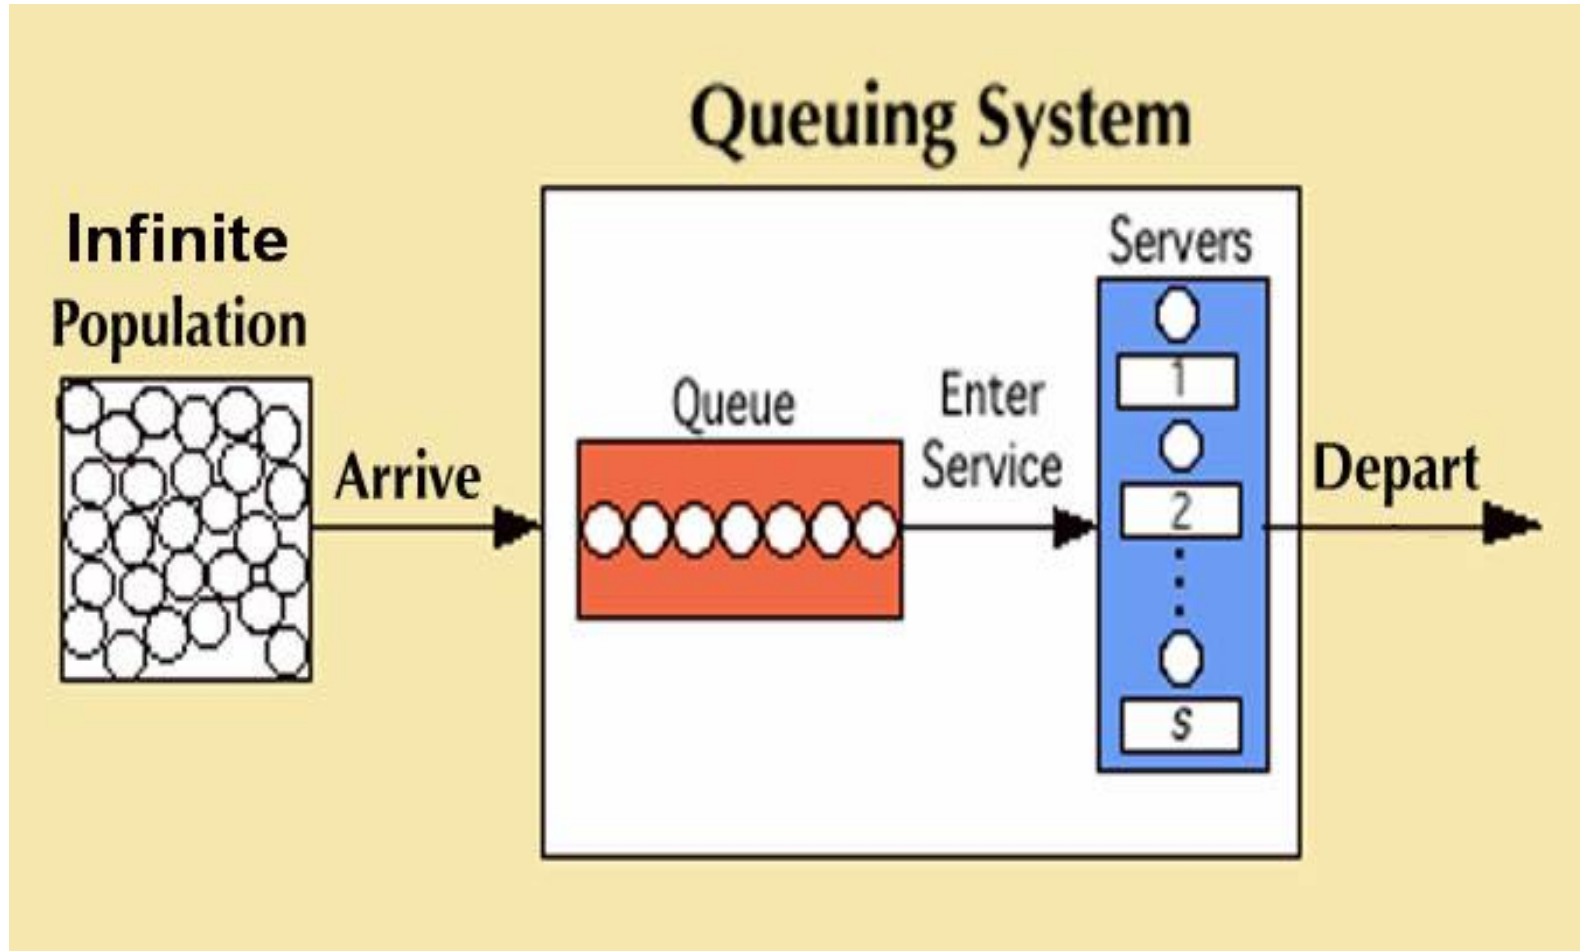 Queuing System
Infinite
Population
Arrive
Queue
Enter
Service
Servers
1
2
s
Depart